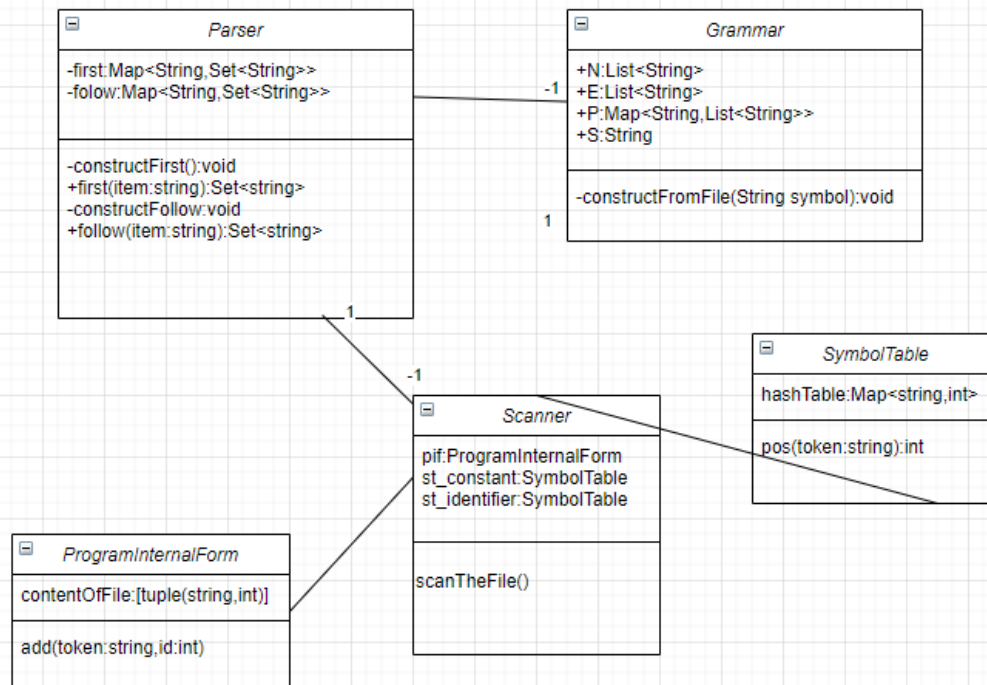 Parser
-first:Map<String,Set<String>>
-folow:Map<String,Set<String>>
-constructFirst():void
+first(item:string):Set<string>
-constructFollow:void
+follow(item:string):Set<string>
-1
Grammar
+N:List<String>
+E:List<String>
+P:Map<String,List<String>>
+S:String
-constructFromFile(String symbol):void
1
1
-1
SymbolTable
hashTable:Map<string,int>
pos(token:string):int
Scanner
pif:ProgramInternalForm
st_constant:SymbolTable
st_identifier:SymbolTable
scanTheFile()
ProgramInternalForm
contentOfFile:[tuple(string,int)]
add(token:string,id:int)